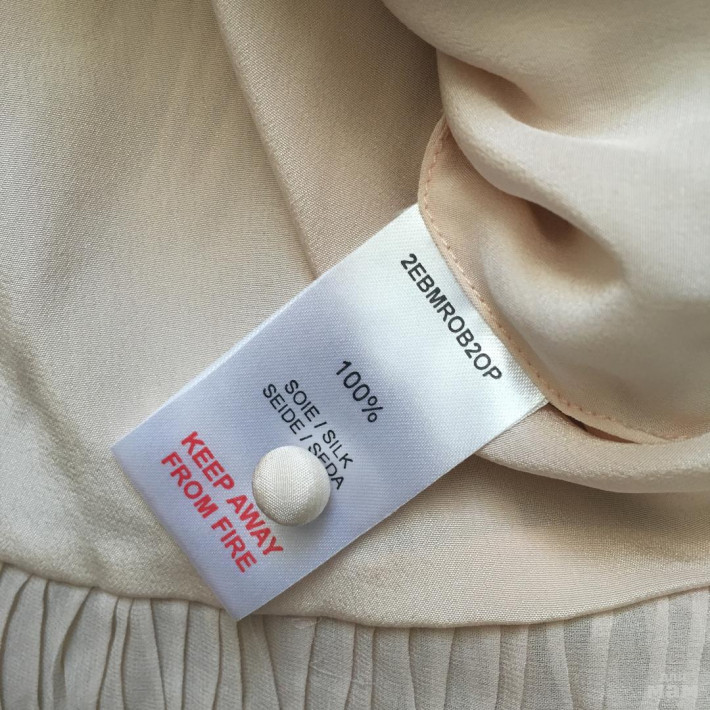 2EBMROB2OP
100%
SOIE / SILK
SEIDE / SEDA
KEEP AWAY
FROM FIRE